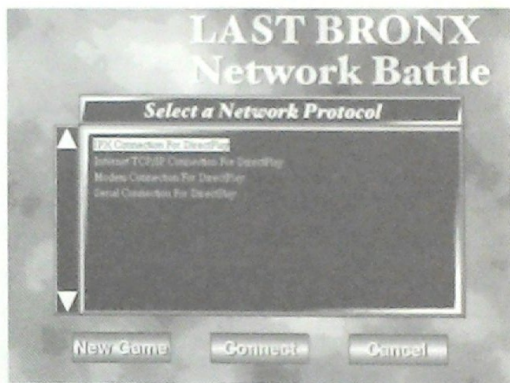 LAST BRONX
Network Battle
Select a Network Protocol
IPX Connection For DirectPlay
Internet TCP/IP Connection For DirectPlay
Modem Connection For DirectPlay
Serial Connection For DirectPlay
New Game
Connect
Cancel